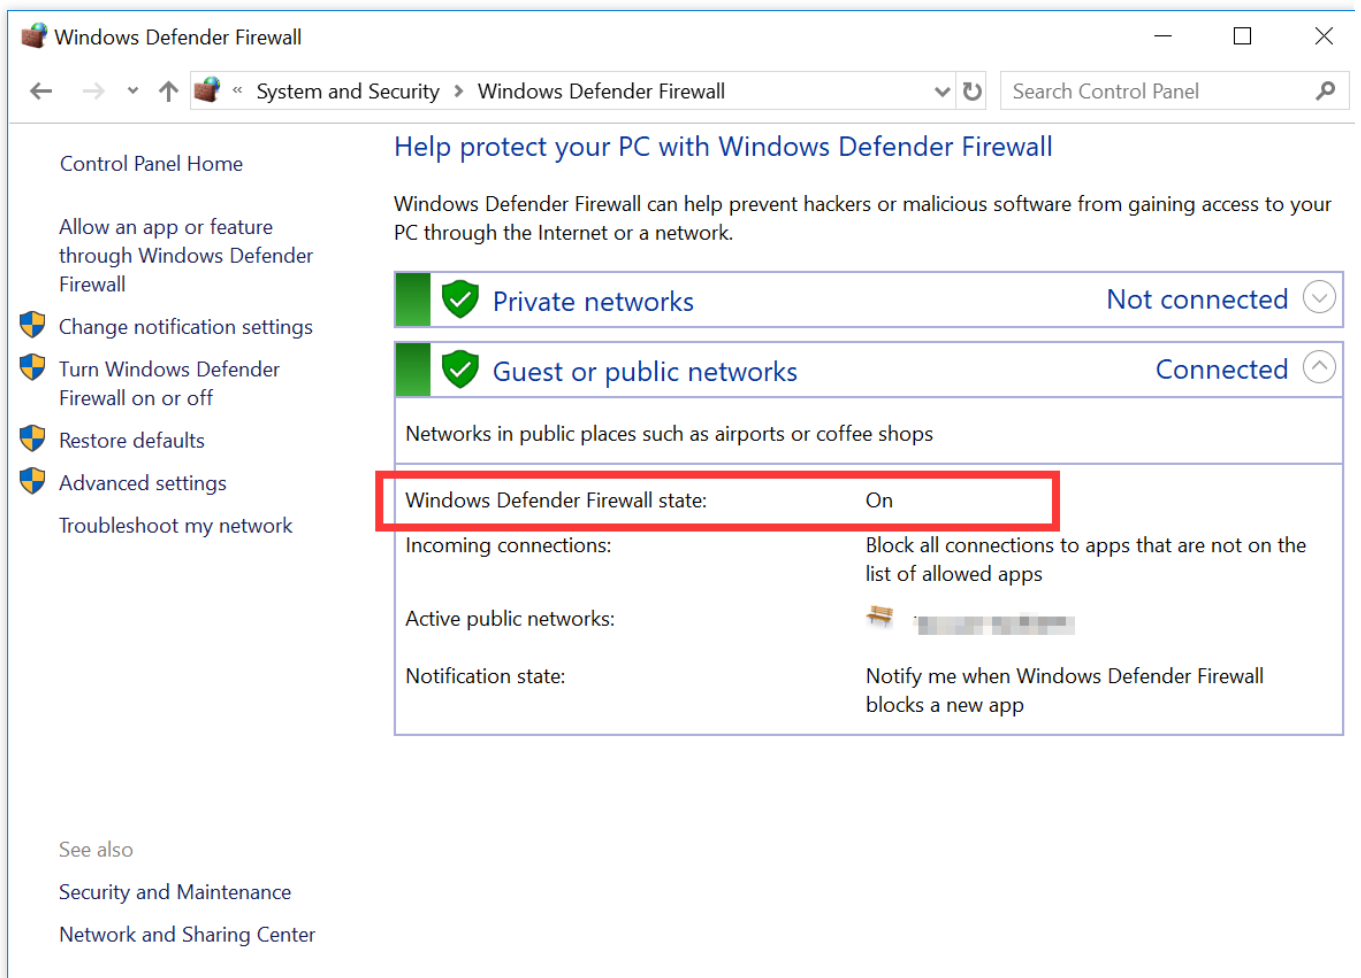 Windows Defender Firewall
« System and Security > Windows Defender Firewall
Search Control Panel
Control Panel Home
Allow an app or feature
through Windows Defender
Firewall
Change notification settings
Turn Windows Defender
Firewall on or off
Restore defaults
Advanced settings
Troubleshoot my network
Help protect your PC with Windows Defender Firewall
Windows Defender Firewall can help prevent hackers or malicious software from gaining access to your
PC through the Internet or a network.
Private networks Not connected
Guest or public networks Connected
Networks in public places such as airports or coffee shops
Windows Defender Firewall state: On
Incoming connections: Block all connections to apps that are not on the
list of allowed apps
Active public networks:
Notification state: Notify me when Windows Defender Firewall
blocks a new app
See also
Security and Maintenance
Network and Sharing Center